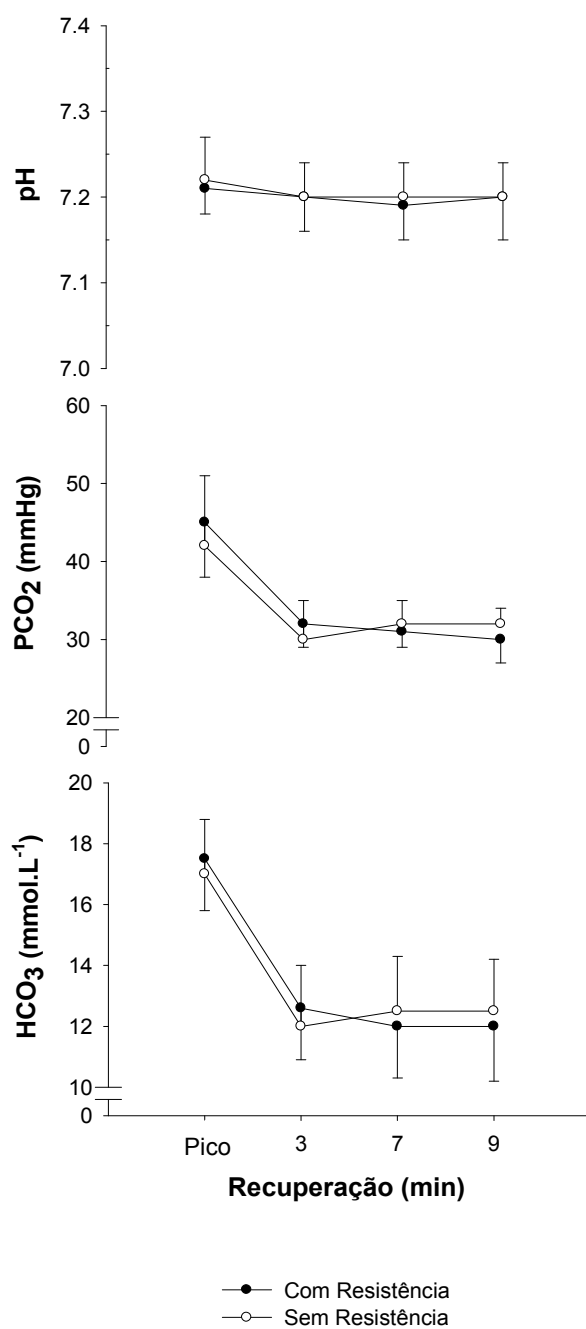 7.4
7.3
7.2
7.1
7.0
pH
60
50
40
30
20
0
PCO2 (mmHg)
20
18
16
14
12
10
0
HCO3 (mmol.L-1)
Pico 3 7 9
Recuperação (min)
Com Resistência
Sem Resistência